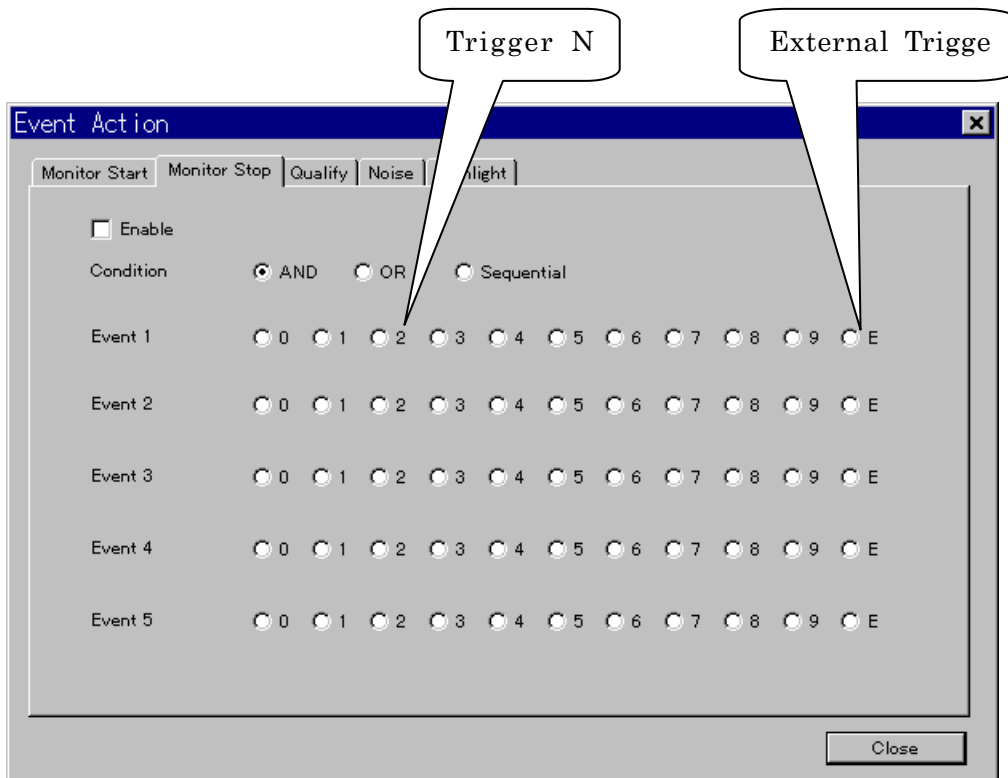 Trigger N
External Trigge
Event Action
Monitor Start Monitor Stop Qualify Noise light
Enable
Condition AND OR Sequential
Event 1 0 1 2 3 4 5 6 7 8 9 E
Event 2 0 1 2 3 4 5 6 7 8 9 E
Event 3 0 1 2 3 4 5 6 7 8 9 E
Event 4 0 1 2 3 4 5 6 7 8 9 E
Event 5 0 1 2 3 4 5 6 7 8 9 E
Close